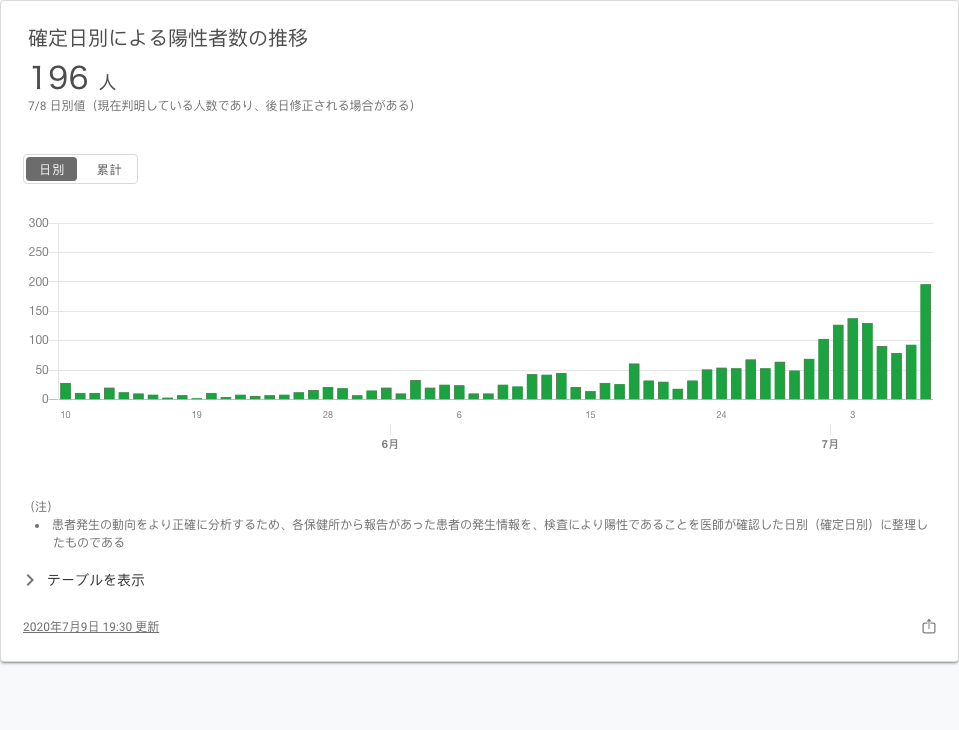 確定日別による陽性者数の推移
196 人
7/8 日別値（現在判明している人数であり、後日修正される場合がある）
日別 累計
300
250
200
150
100
50
0
10 19 28 6 15 24 3
6月 7月
（注）
• 患者発生の動向をより正確に分析するため、各保健所から報告があった患者の発生情報を、検査により陽性であることを医師が確認した日別（確定日別）に整理し
たものである
テーブルを表示
2020年7月9日 19:30 更新